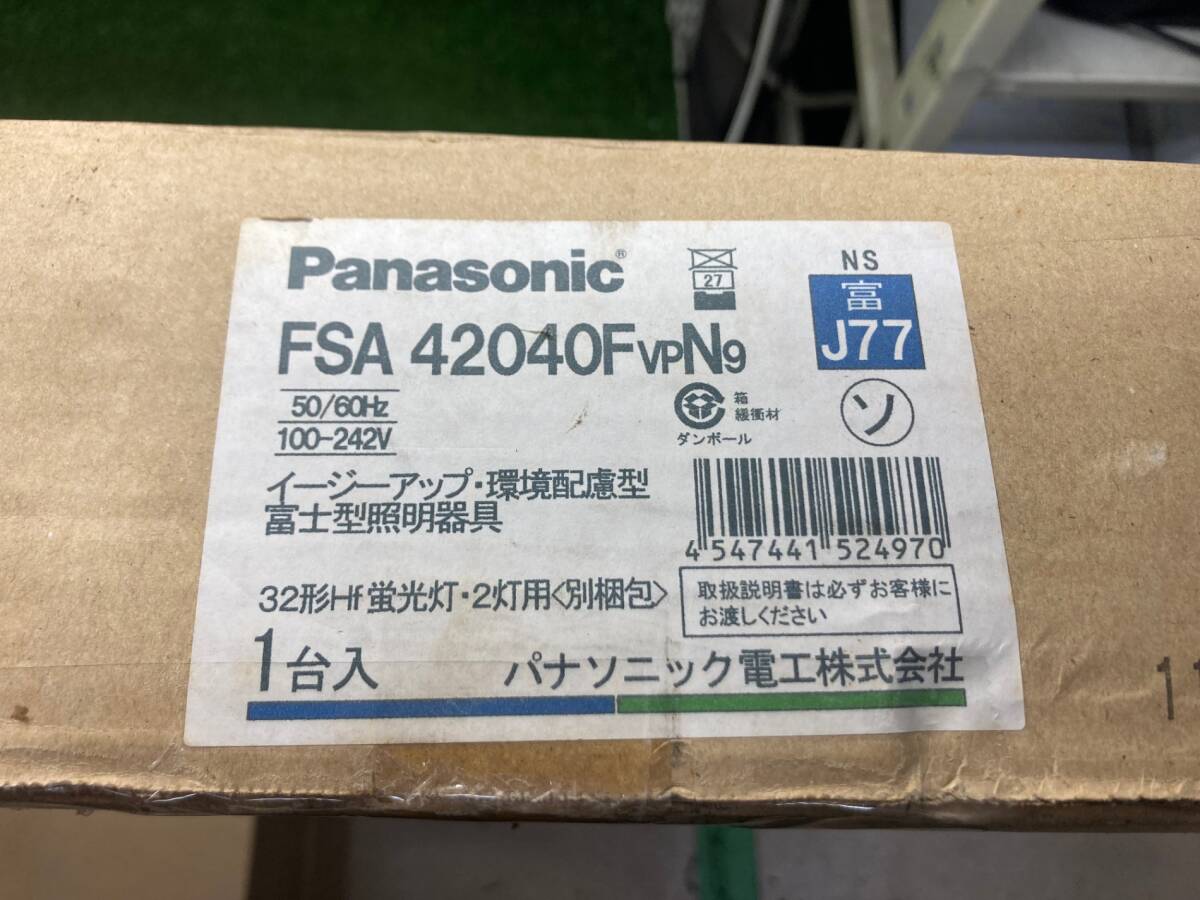 Panasonic®
27
NS
富
J77
FSA 42040FVPN9
50/60Hz
100-242V
箱
緩衝材
ダンボール
ソ
イージーアップ・環境配慮型
富士型照明器具
4 547441 524970
32形Hf蛍光灯・2灯用<別梱包>
取扱説明書は必ずお客様に
お渡しください
1台入
パナソニック電工株式会社